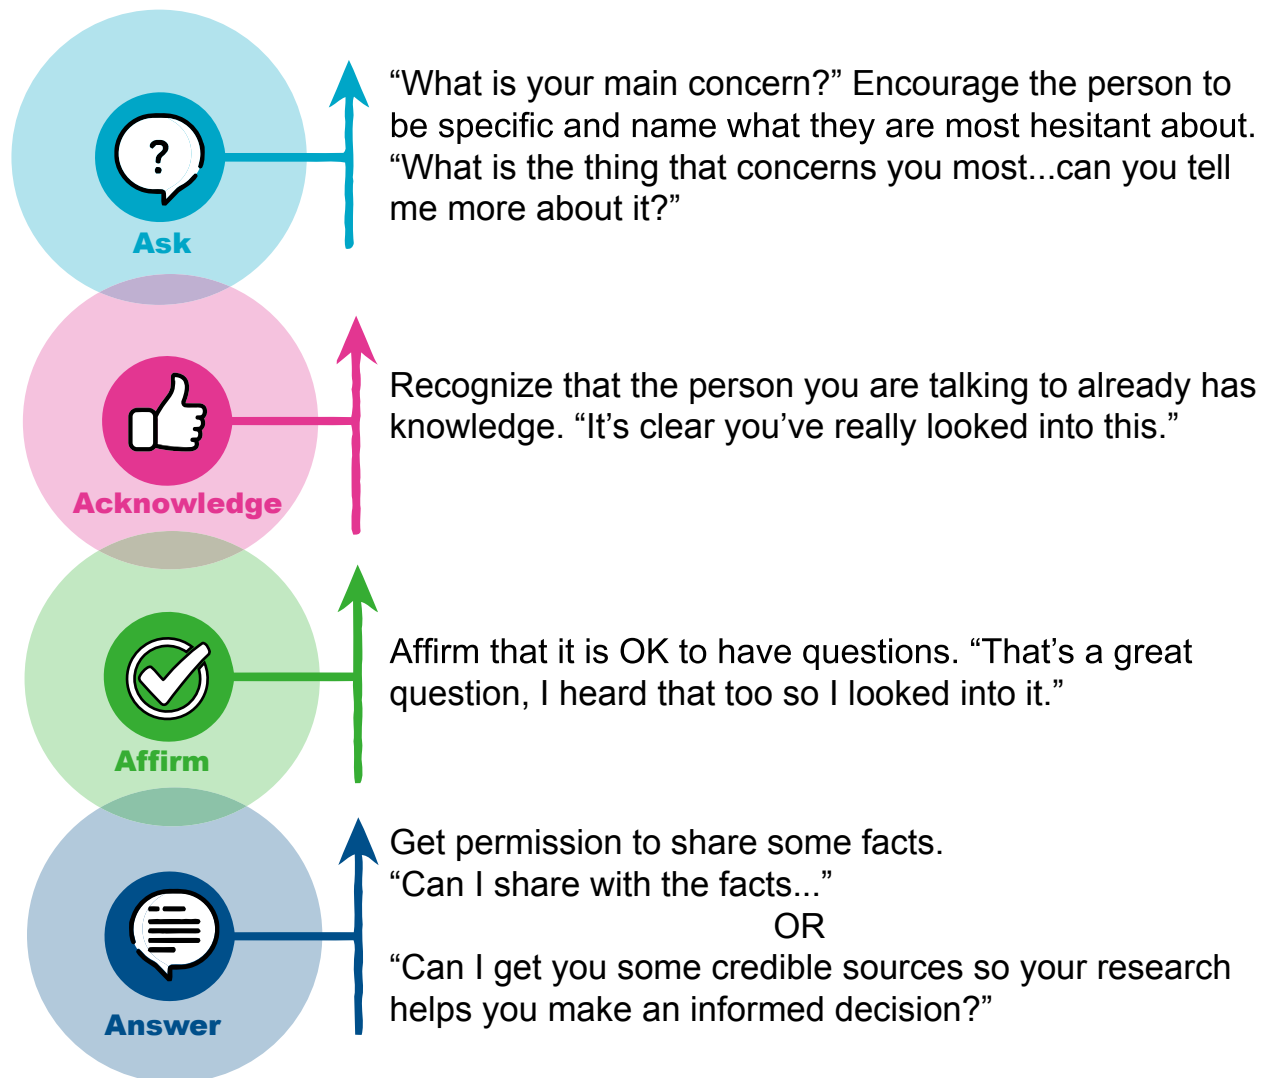 “What is your main concern?” Encourage the person to
be specific and name what they are most hesitant about.
“What is the thing that concerns you most...can you tell
me more about it?”
?
Ask
Recognize that the person you are talking to already has
knowledge. “It’s clear you’ve really looked into this.”
Acknowledge
Affirm that it is OK to have questions. “That’s a great
question, I heard that too so I looked into it.”
Affirm
Get permission to share some facts.
“Can I share with the facts...”
OR
“Can I get you some credible sources so your research
helps you make an informed decision?”
Answer